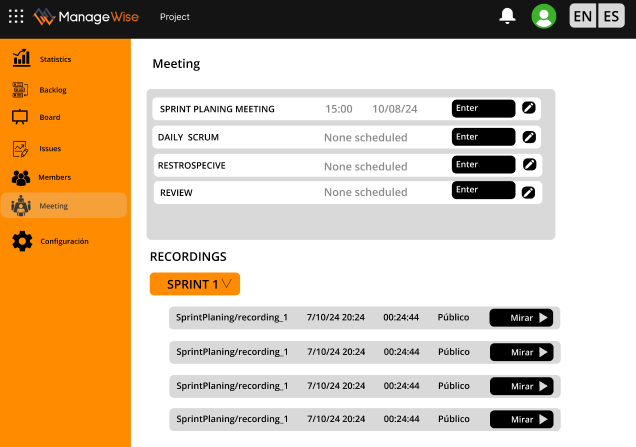 ManageWise Project EN ES
Statistics
Backlog
Board
Issues
Members
Meeting
Configuración
Meeting
SPRINT PLANING MEETING 15:00 10/08/24 Enter
DAILY SCRUM None scheduled Enter
RESTROSPECIVE None scheduled Enter
REVIEW None scheduled Enter
RECORDINGS
SPRINT 1
SprintPlaning/recording_1 7/10/24 20:24 00:24:44 Público Mirar
SprintPlaning/recording_1 7/10/24 20:24 00:24:44 Público Mirar
SprintPlaning/recording_1 7/10/24 20:24 00:24:44 Público Mirar
SprintPlaning/recording_1 7/10/24 20:24 00:24:44 Público Mirar